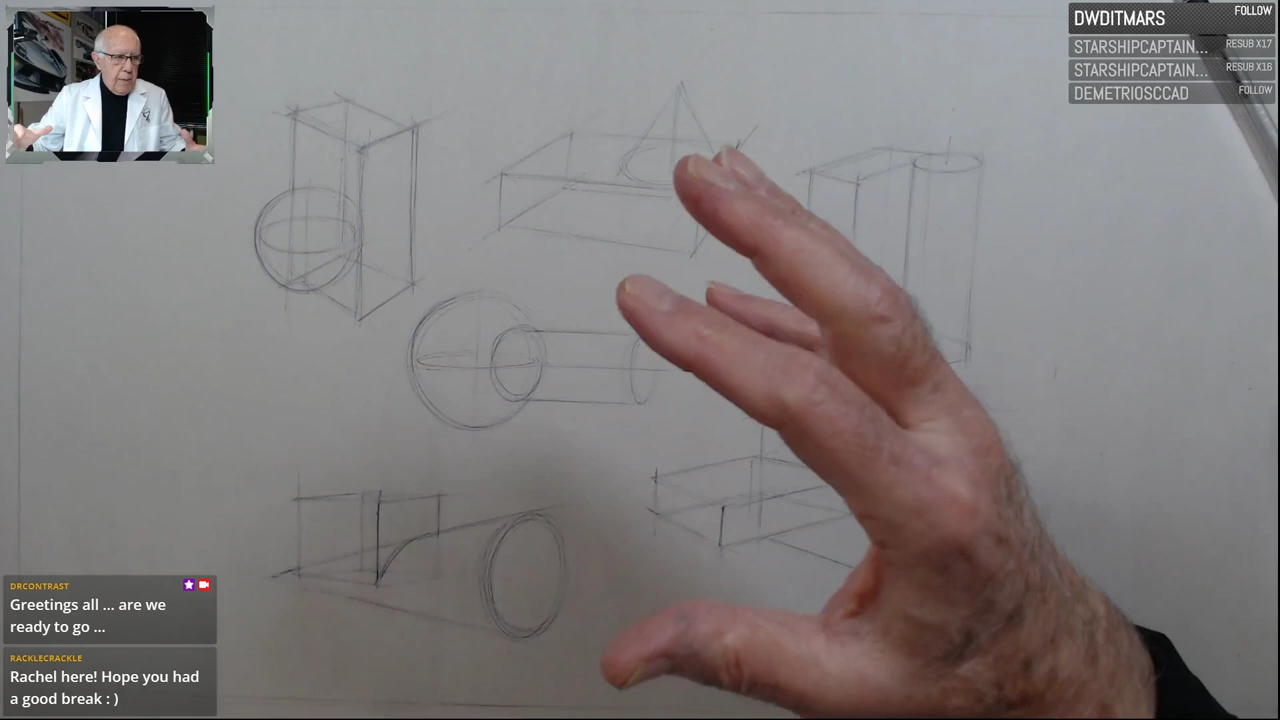 DWDITMARS FOLLOW
STARSHIPCAPTAIN... RESUB X17
STARSHIPCAPTAIN... RESUB X16
DEMETRIOSCCAD FOLLOW
DRCONTRAST
Greetings all ... are we
ready to go ...
RACKLECRACKLE
Rachel here! Hope you had
a good break : )